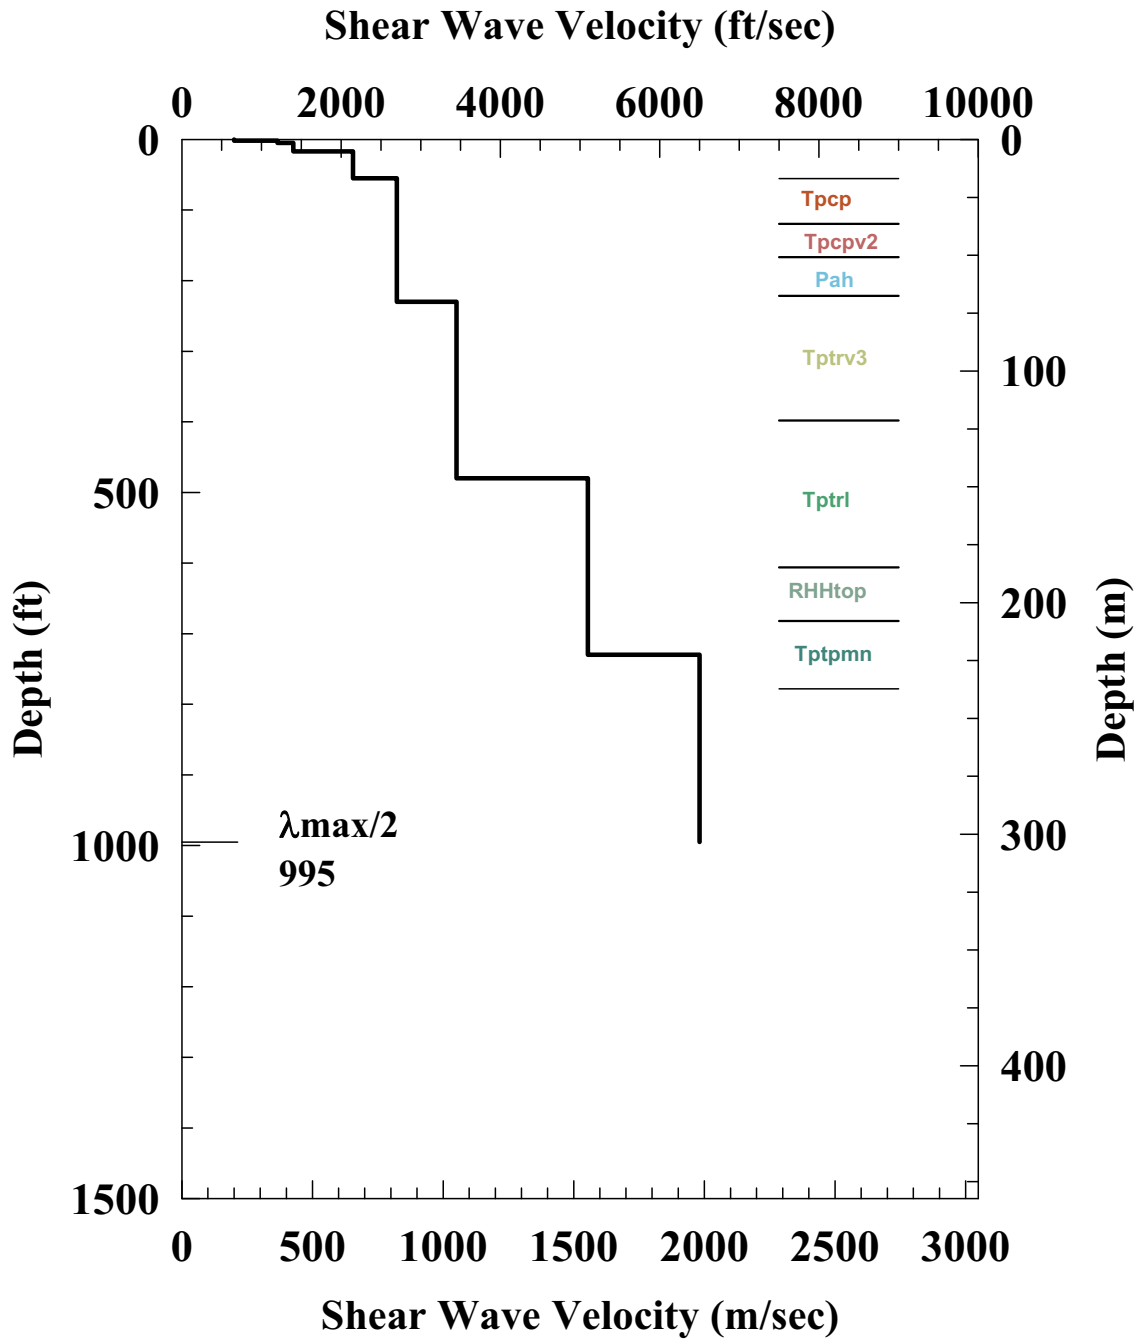 Shear Wave Velocity (ft/sec)
0 2000 4000 6000 8000 10000
0 0
Tpcp
Tpcpv2
Pah
Tptrv3
100
500
Tptrl
RHHtop
200
Tptpmn
Depth (ft)
Depth (m)
λmax/2
1000
300
995
400
1500
0 500 1000 1500 2000 2500 3000
Shear Wave Velocity (m/sec)